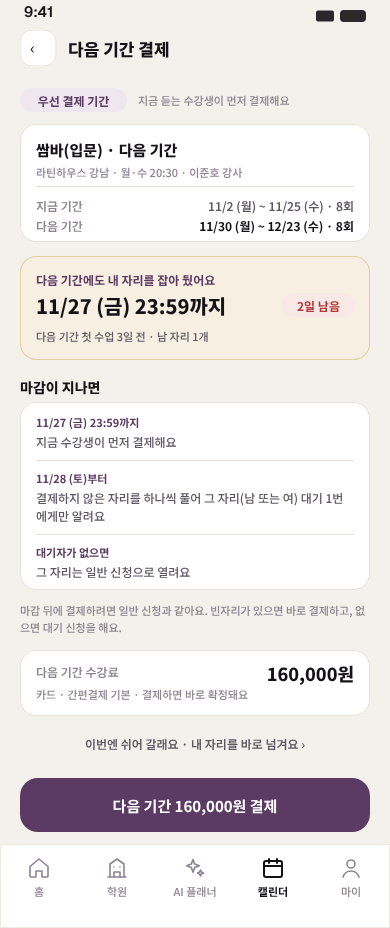 9:41
‹
다음 기간 결제
우선 결제 기간
지금 듣는 수강생이 먼저 결제해요
쌈바(입문) · 다음 기간
라틴하우스 강남 · 월·수 20:30 · 이준호 강사
지금 기간
11/2 (월) ~ 11/25 (수) · 8회
다음 기간
11/30 (월) ~ 12/23 (수) · 8회
다음 기간에도 내 자리를 잡아 뒀어요
11/27 (금) 23:59까지
2일 남음
다음 기간 첫 수업 3일 전 · 남 자리 1개
마감이 지나면
11/27 (금) 23:59까지
지금 수강생이 먼저 결제해요
11/28 (토)부터
결제하지 않은 자리를 하나씩 풀어 그 자리(남 또는 여) 대기 1번
에게만 알려요
대기자가 없으면
그 자리는 일반 신청으로 열려요
마감 뒤에 결제하려면 일반 신청과 같아요. 빈자리가 있으면 바로 결제하고, 없
으면 대기 신청을 해요.
다음 기간 수강료
160,000원
카드 · 간편결제 기본 · 결제하면 바로 확정돼요
이번엔 쉬어 갈래요 · 내 자리를 바로 넘겨요 ›
다음 기간 160,000원 결제
홈
학원
AI 플래너
캘린더
마이